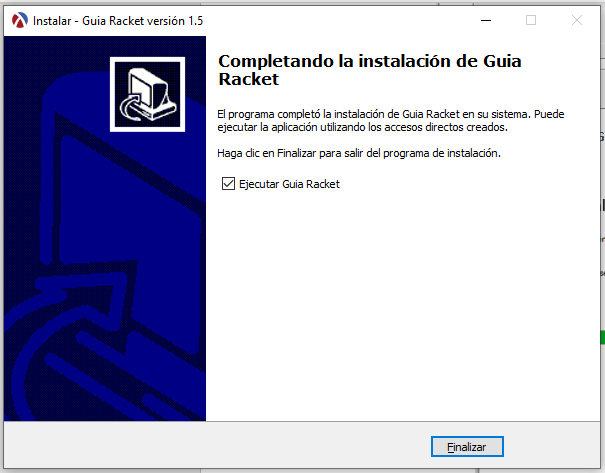 Instalar - Guia Racket versión 1.5
Completando la instalación de Guia
Racket
El programa completó la instalación de Guia Racket en su sistema. Puede
ejecutar la aplicación utilizando los accesos directos creados.
Haga clic en Finalizar para salir del programa de instalación.
Ejecutar Guia Racket
Finalizar